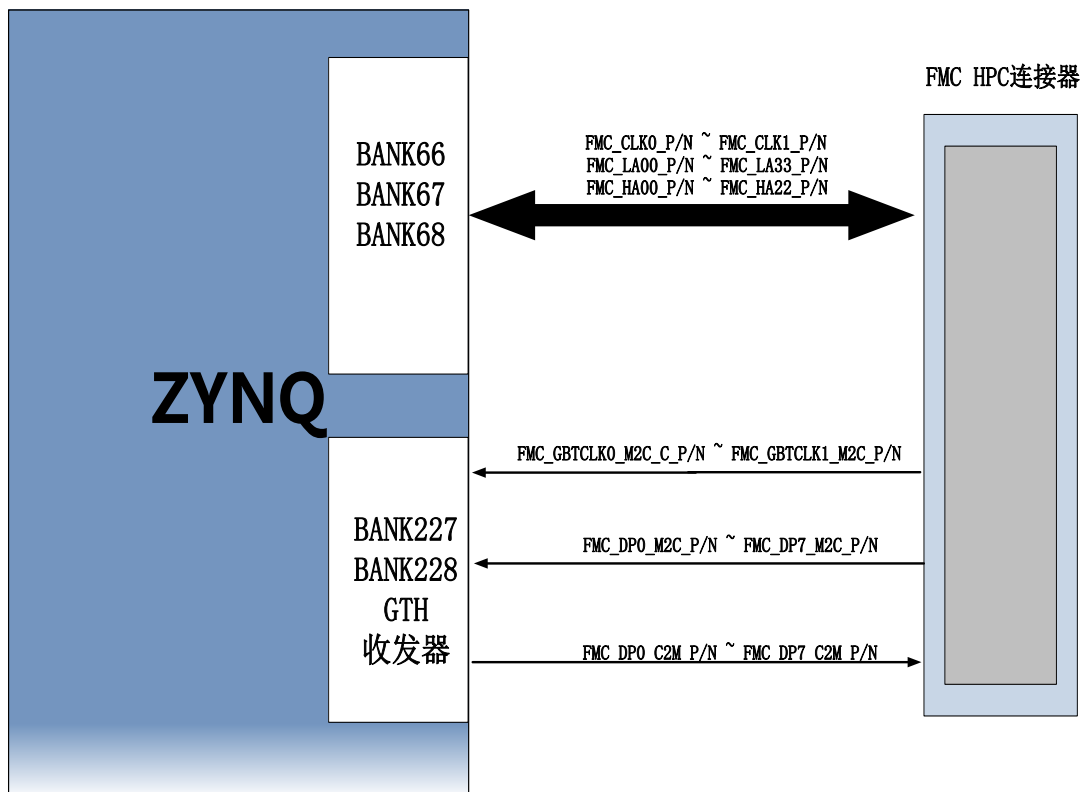 FMC HPC连接器
BANK66
BANK67
BANK68
FMC_CLK0_P/N ~ FMC_CLK1_P/N
FMC_LA00_P/N ~ FMC_LA33_P/N
FMC_HA00_P/N ~ FMC_HA22_P/N
ZYNQ
FMC_GBTCLK0_M2C_C_P/N ~ FMC_GBTCLK1_M2C_P/N
BANK227
BANK228
GTH
收发器
FMC_DP0_M2C_P/N ~ FMC_DP7_M2C_P/N
FMC_DP0_C2M_P/N ~ FMC_DP7_C2M_P/N